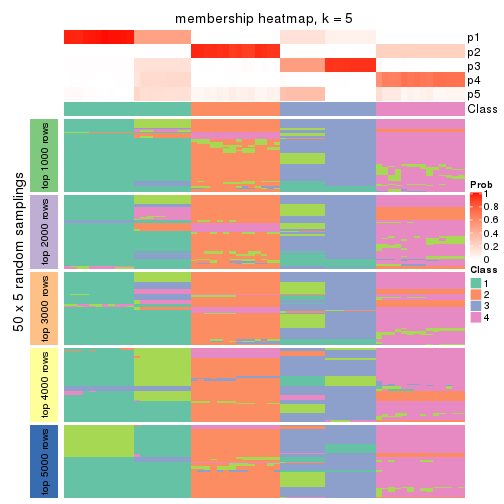 membership heatmap, k = 5
p1
p2
p3
p4
p5
Class
50 x 5 random samplings
top 1000 rows
top 2000 rows
top 3000 rows
top 4000 rows
top 5000 rows
Prob
1
0.8
0.6
0.4
0.2
0
Class
1
2
3
4